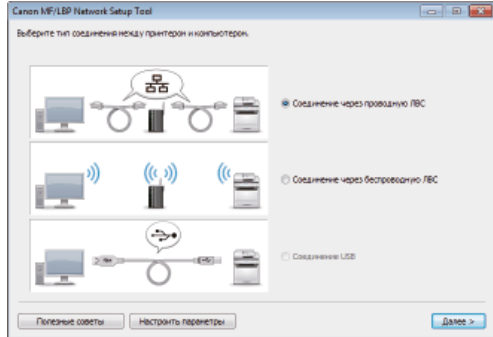 Canon MF/LBP Network Setup Tool
Выберите тип соединения между принтером и компьютером.
Соединение через проводную ЛВС
Соединение через беспроводную ЛВС
Соединение USB
Полезные советы
Настроить параметры
Далее >